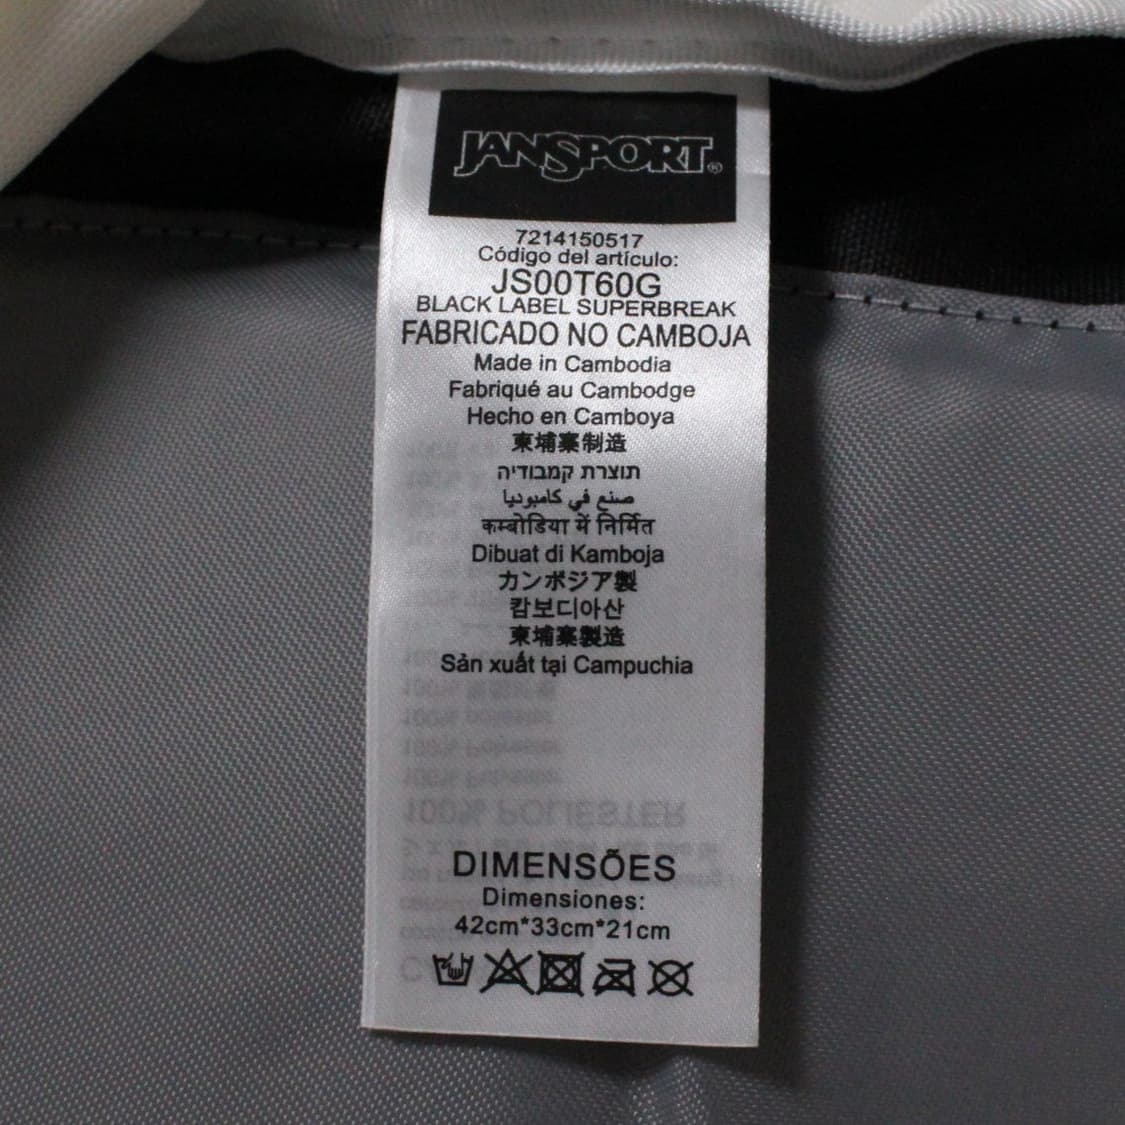 JANSPORT®
7214150517
Código del artículo:
JS00T60G
BLACK LABEL SUPERBREAK
FABRICADO NO CAMBOJA
Made in Cambodia
Fabriqué au Cambodge
Hecho en Camboya
柬埔寨制造
תוצרת קמבודיה
صنع في كامبوديا
कम्बोडिया में निर्मित
Dibuat di Kamboja
カンボジア製
캄보디아산
柬埔寨製造
Sản xuất tại Campuchia
100% POLIÉSTER
DIMENSÕES
Dimensiones:
42cm*33cm*21cm